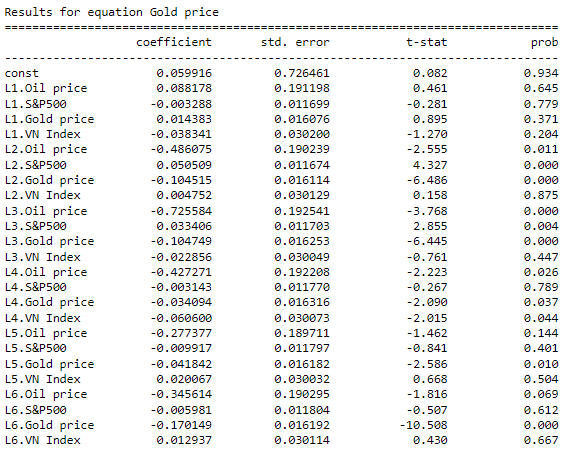 Results for equation Gold price
==============================================================================
                   coefficient       std. error           t-stat            prob
------------------------------------------------------------------------------
const                 0.059916         0.726461            0.082           0.934
L1.Oil price          0.088178         0.191198            0.461           0.645
L1.S&P500            -0.003288         0.011699           -0.281           0.779
L1.Gold price         0.014383         0.016076            0.895           0.371
L1.VN Index          -0.038341         0.030200           -1.270           0.204
L2.Oil price         -0.486075         0.190239           -2.555           0.011
L2.S&P500             0.050509         0.011674            4.327           0.000
L2.Gold price        -0.104515         0.016114           -6.486           0.000
L2.VN Index           0.004752         0.030129            0.158           0.875
L3.Oil price         -0.725584         0.192541           -3.768           0.000
L3.S&P500             0.033406         0.011703            2.855           0.004
L3.Gold price        -0.104749         0.016253           -6.445           0.000
L3.VN Index          -0.022856         0.030049           -0.761           0.447
L4.Oil price         -0.427271         0.192208           -2.223           0.026
L4.S&P500            -0.003143         0.011770           -0.267           0.789
L4.Gold price        -0.034094         0.016316           -2.090           0.037
L4.VN Index          -0.060600         0.030073           -2.015           0.044
L5.Oil price         -0.277377         0.189711           -1.462           0.144
L5.S&P500            -0.009917         0.011797           -0.841           0.401
L5.Gold price        -0.041842         0.016182           -2.586           0.010
L5.VN Index           0.020067         0.030032            0.668           0.504
L6.Oil price         -0.345614         0.190295           -1.816           0.069
L6.S&P500            -0.005981         0.011804           -0.507           0.612
L6.Gold price        -0.170149         0.016192          -10.508           0.000
L6.VN Index           0.012937         0.030114            0.430           0.667